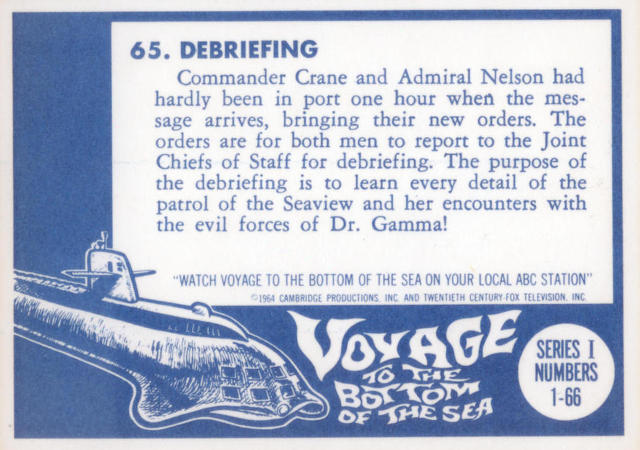 65. DEBRIEFING
Commander Crane and Admiral Nelson had
hardly been in port one hour when the mes-
sage arrives, bringing their new orders. The
orders are for both men to report to the Joint
Chiefs of Staff for debriefing. The purpose of
the debriefing is to learn every detail of the
patrol of the Seaview and her encounters with
the evil forces of Dr. Gamma!
"WATCH VOYAGE TO THE BOTTOM OF THE SEA ON YOUR LOCAL ABC STATION"
©1964 CAMBRIDGE PRODUCTIONS, INC. AND TWENTIETH CENTURY-FOX TELEVISION, INC.
VOYAGE
TO THE
BOTTOM
OF THE SEA
SERIES I
NUMBERS
1-66